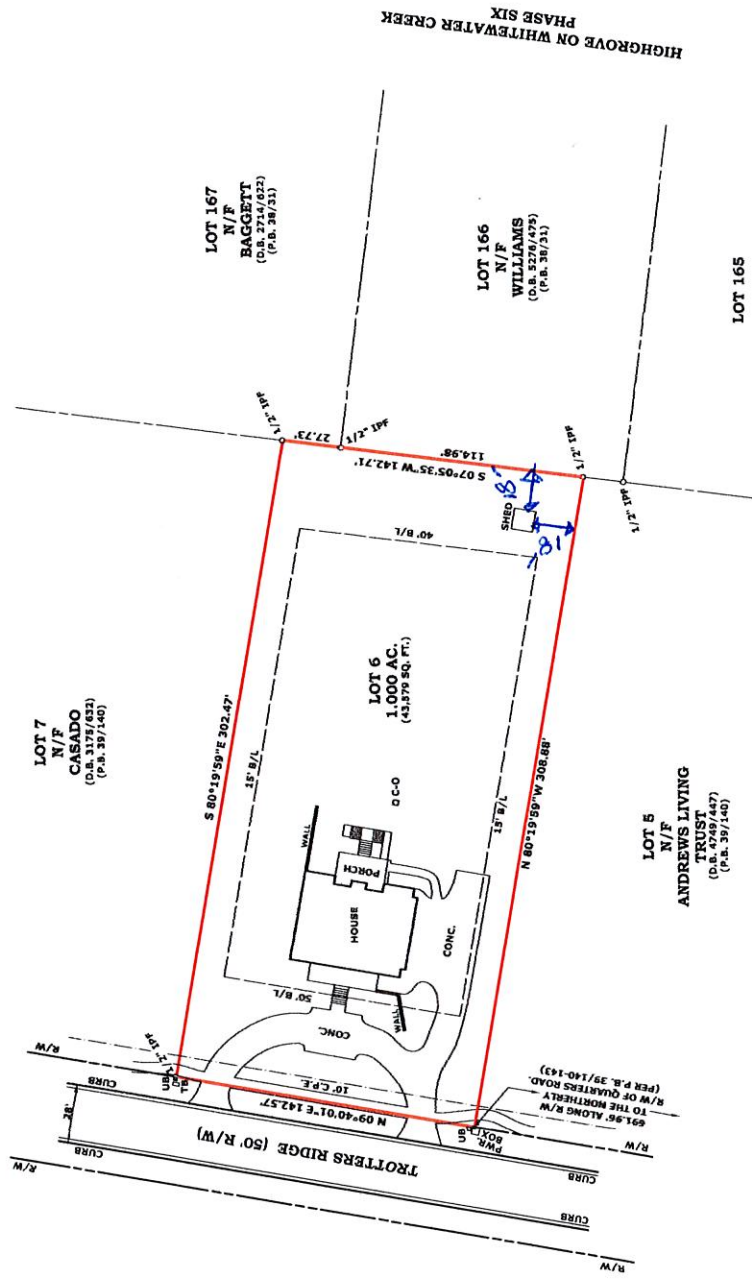 HIGHGROVE ON WHITEWATER CREEK
PHASE SIX
LOT 167
N/F
BAGGETT
(D.B. 2714/622)
(P.B. 38/31)
LOT 166
N/F
WILLIAMS
(D.B. 5276/475)
(P.B. 38/31)
LOT 165
LOT 7
N/F
CASADO
(D.B. 3175/632)
(P.B. 39/140)
1/2" IPF
27.73'
1/2" IPF
S 07°05'35"W 142.71'
114.98'
1/2" IPF
1/2" IPF
18'
SHED
18'
S 80°19'59"E 302.47'
15' B/L
40' B/L
LOT 6
1.000 AC.
(43,579 SQ. FT.)
C-O
WALL
PORCH
HOUSE
CONC.
15' B/L
N 80°19'59"W 308.88'
50' B/L
WALL
CONC.
10' C.P.E.
N 09°40'01"E 142.57'
1/2" IPF
UB
TB
R/W
CURB
28'
TROTTERS RIDGE (50' R/W)
R/W
CURB
UB
PWR.
BOX
CURB
R/W
CURB
R/W
691.96' ALONG R/W
TO THE NORTHERLY
R/W OF QUARTERS ROAD.
(PER P.B. 39/140-143)
LOT 5
N/F
ANDREWS LIVING
TRUST
(D.B. 4749/447)
(P.B. 39/140)